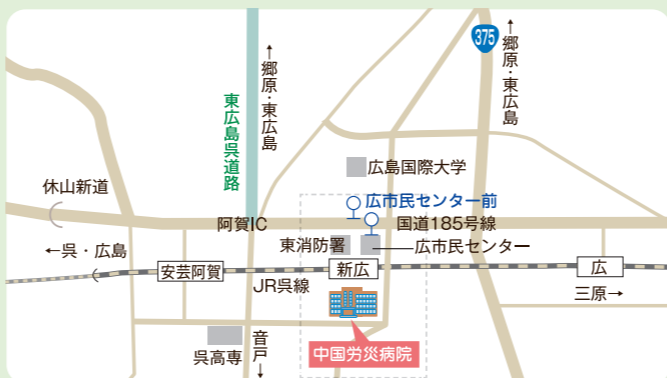 375
←郷原・東広島
←郷原・東広島
東広島呉道路
広島国際大学
休山新道
広市民センター前
阿賀IC
国道185号線
←呉・広島
東消防署
広市民センター
安芸阿賀
新広
広
JR呉線
三原→
呉高専
音戸→
中国労災病院